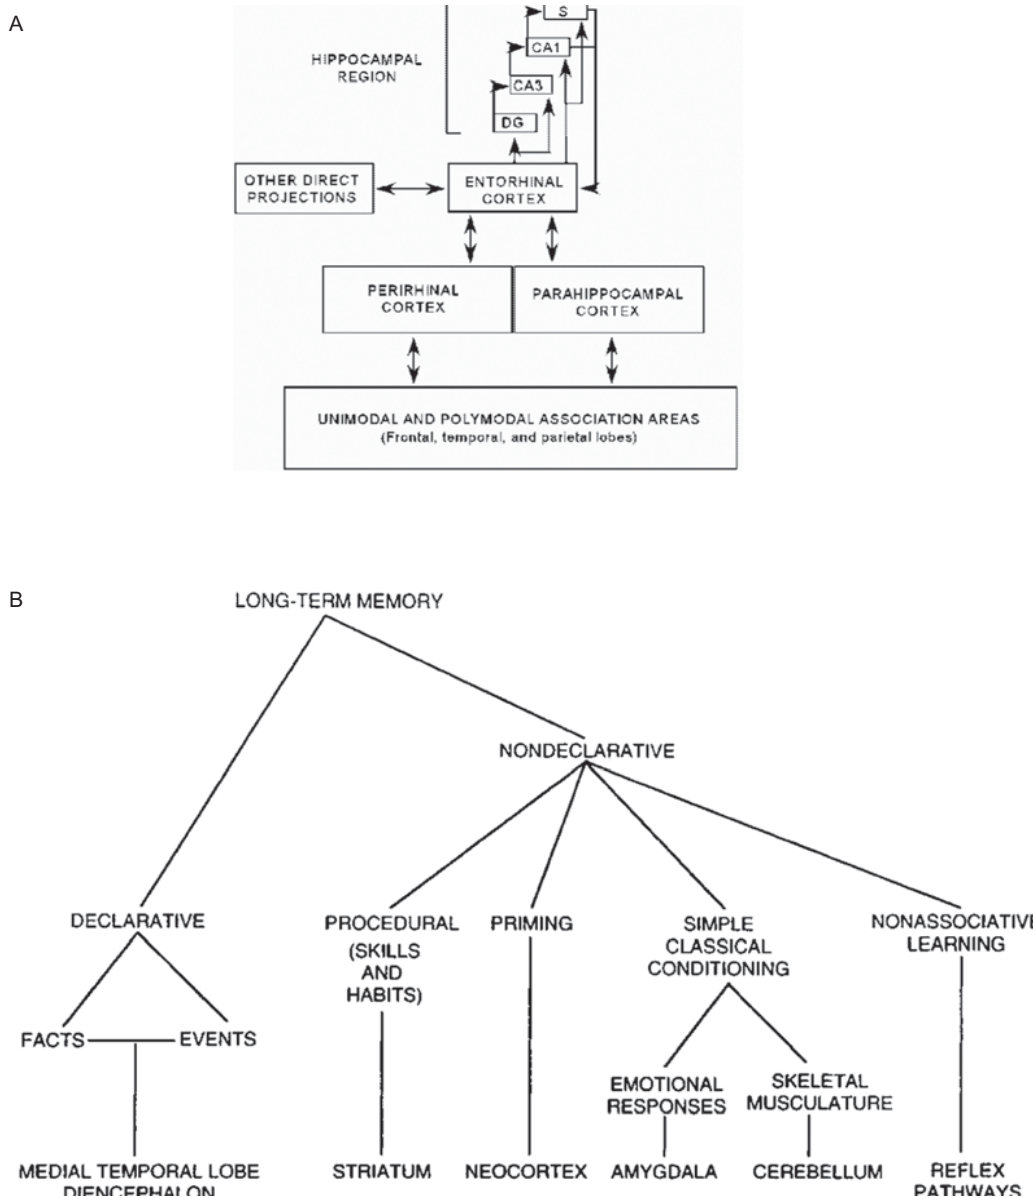 A
HIPPOCAMPAL
REGION
S
CA1
CA3
DG
OTHER DIRECT
PROJECTIONS
ENTORHINAL
CORTEX
PERIRHINAL
CORTEX
PARAHIPPOCAMPAL
CORTEX
UNIMODAL AND POLYMODAL ASSOCIATION AREAS
(Frontal, temporal, and parietal lobes)
B
LONG-TERM MEMORY
NONDECLARATIVE
DECLARATIVE
PROCEDURAL
(SKILLS
AND
HABITS)
PRIMING
SIMPLE
CLASSICAL
CONDITIONING
NONASSOCIATIVE
LEARNING
FACTS
EVENTS
EMOTIONAL
RESPONSES
SKELETAL
MUSCULATURE
MEDIAL TEMPORAL LOBE
DIENCEPHALON
STRIATUM
NEOCORTEX
AMYGDALA
CEREBELLUM
REFLEX
PATHWAYS